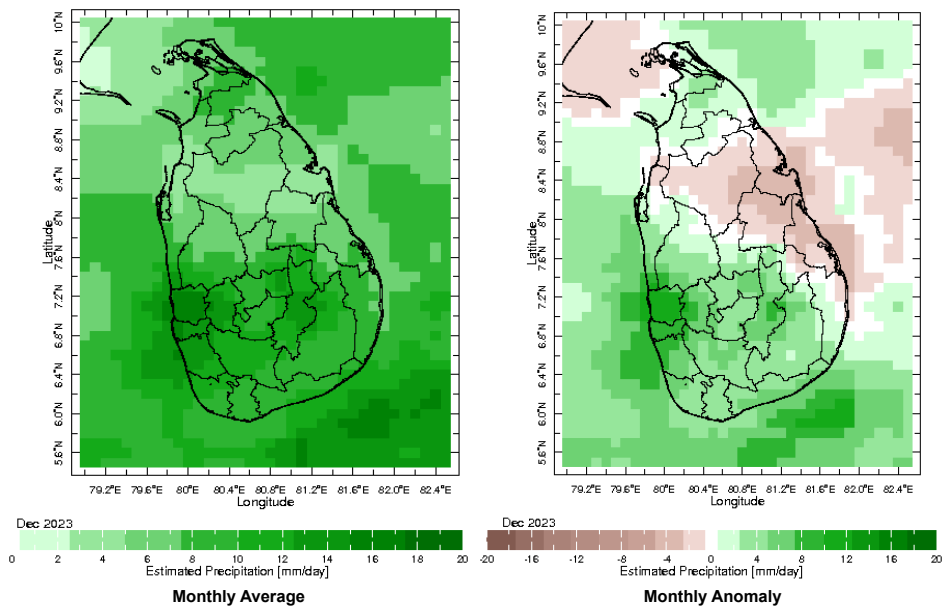 10°N
9.6°N
9.2°N
8.8°N
8.4°N
8°N
7.6°N
7.2°N
6.8°N
6.4°N
6.0°N
5.6°N
Latitude
79.2°E 79.6°E 80°E 80.4°E 80.8°E 81.2°E 81.6°E 82.0°E 82.4°E
Longitude
Dec 2023
0 2 4 6 8 10 12 14 16 18 20
Estimated Precipitation [mm/day]
Monthly Average
10°N
9.6°N
9.2°N
8.8°N
8.4°N
8°N
7.6°N
7.2°N
6.8°N
6.4°N
6.0°N
5.6°N
Latitude
79.2°E 79.6°E 80°E 80.4°E 80.8°E 81.2°E 81.6°E 82.0°E 82.4°E
Longitude
Dec 2023
-20 -16 -12 -8 -4 0 4 8 12 16 20
Estimated Precipitation [mm/day]
Monthly Anomaly